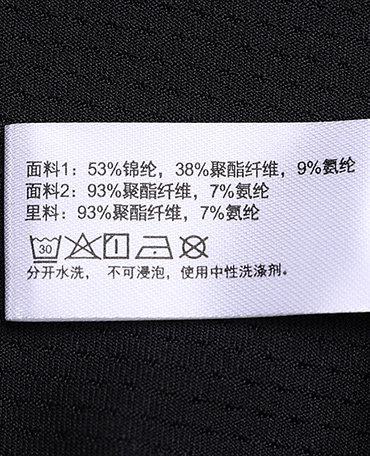 面料1：53%锦纶，38%聚酯纤维，9%氨纶
面料2：93%聚酯纤维，7%氨纶
里料：93%聚酯纤维，7%氨纶
30
分开水洗， 不可浸泡，使用中性洗涤剂。